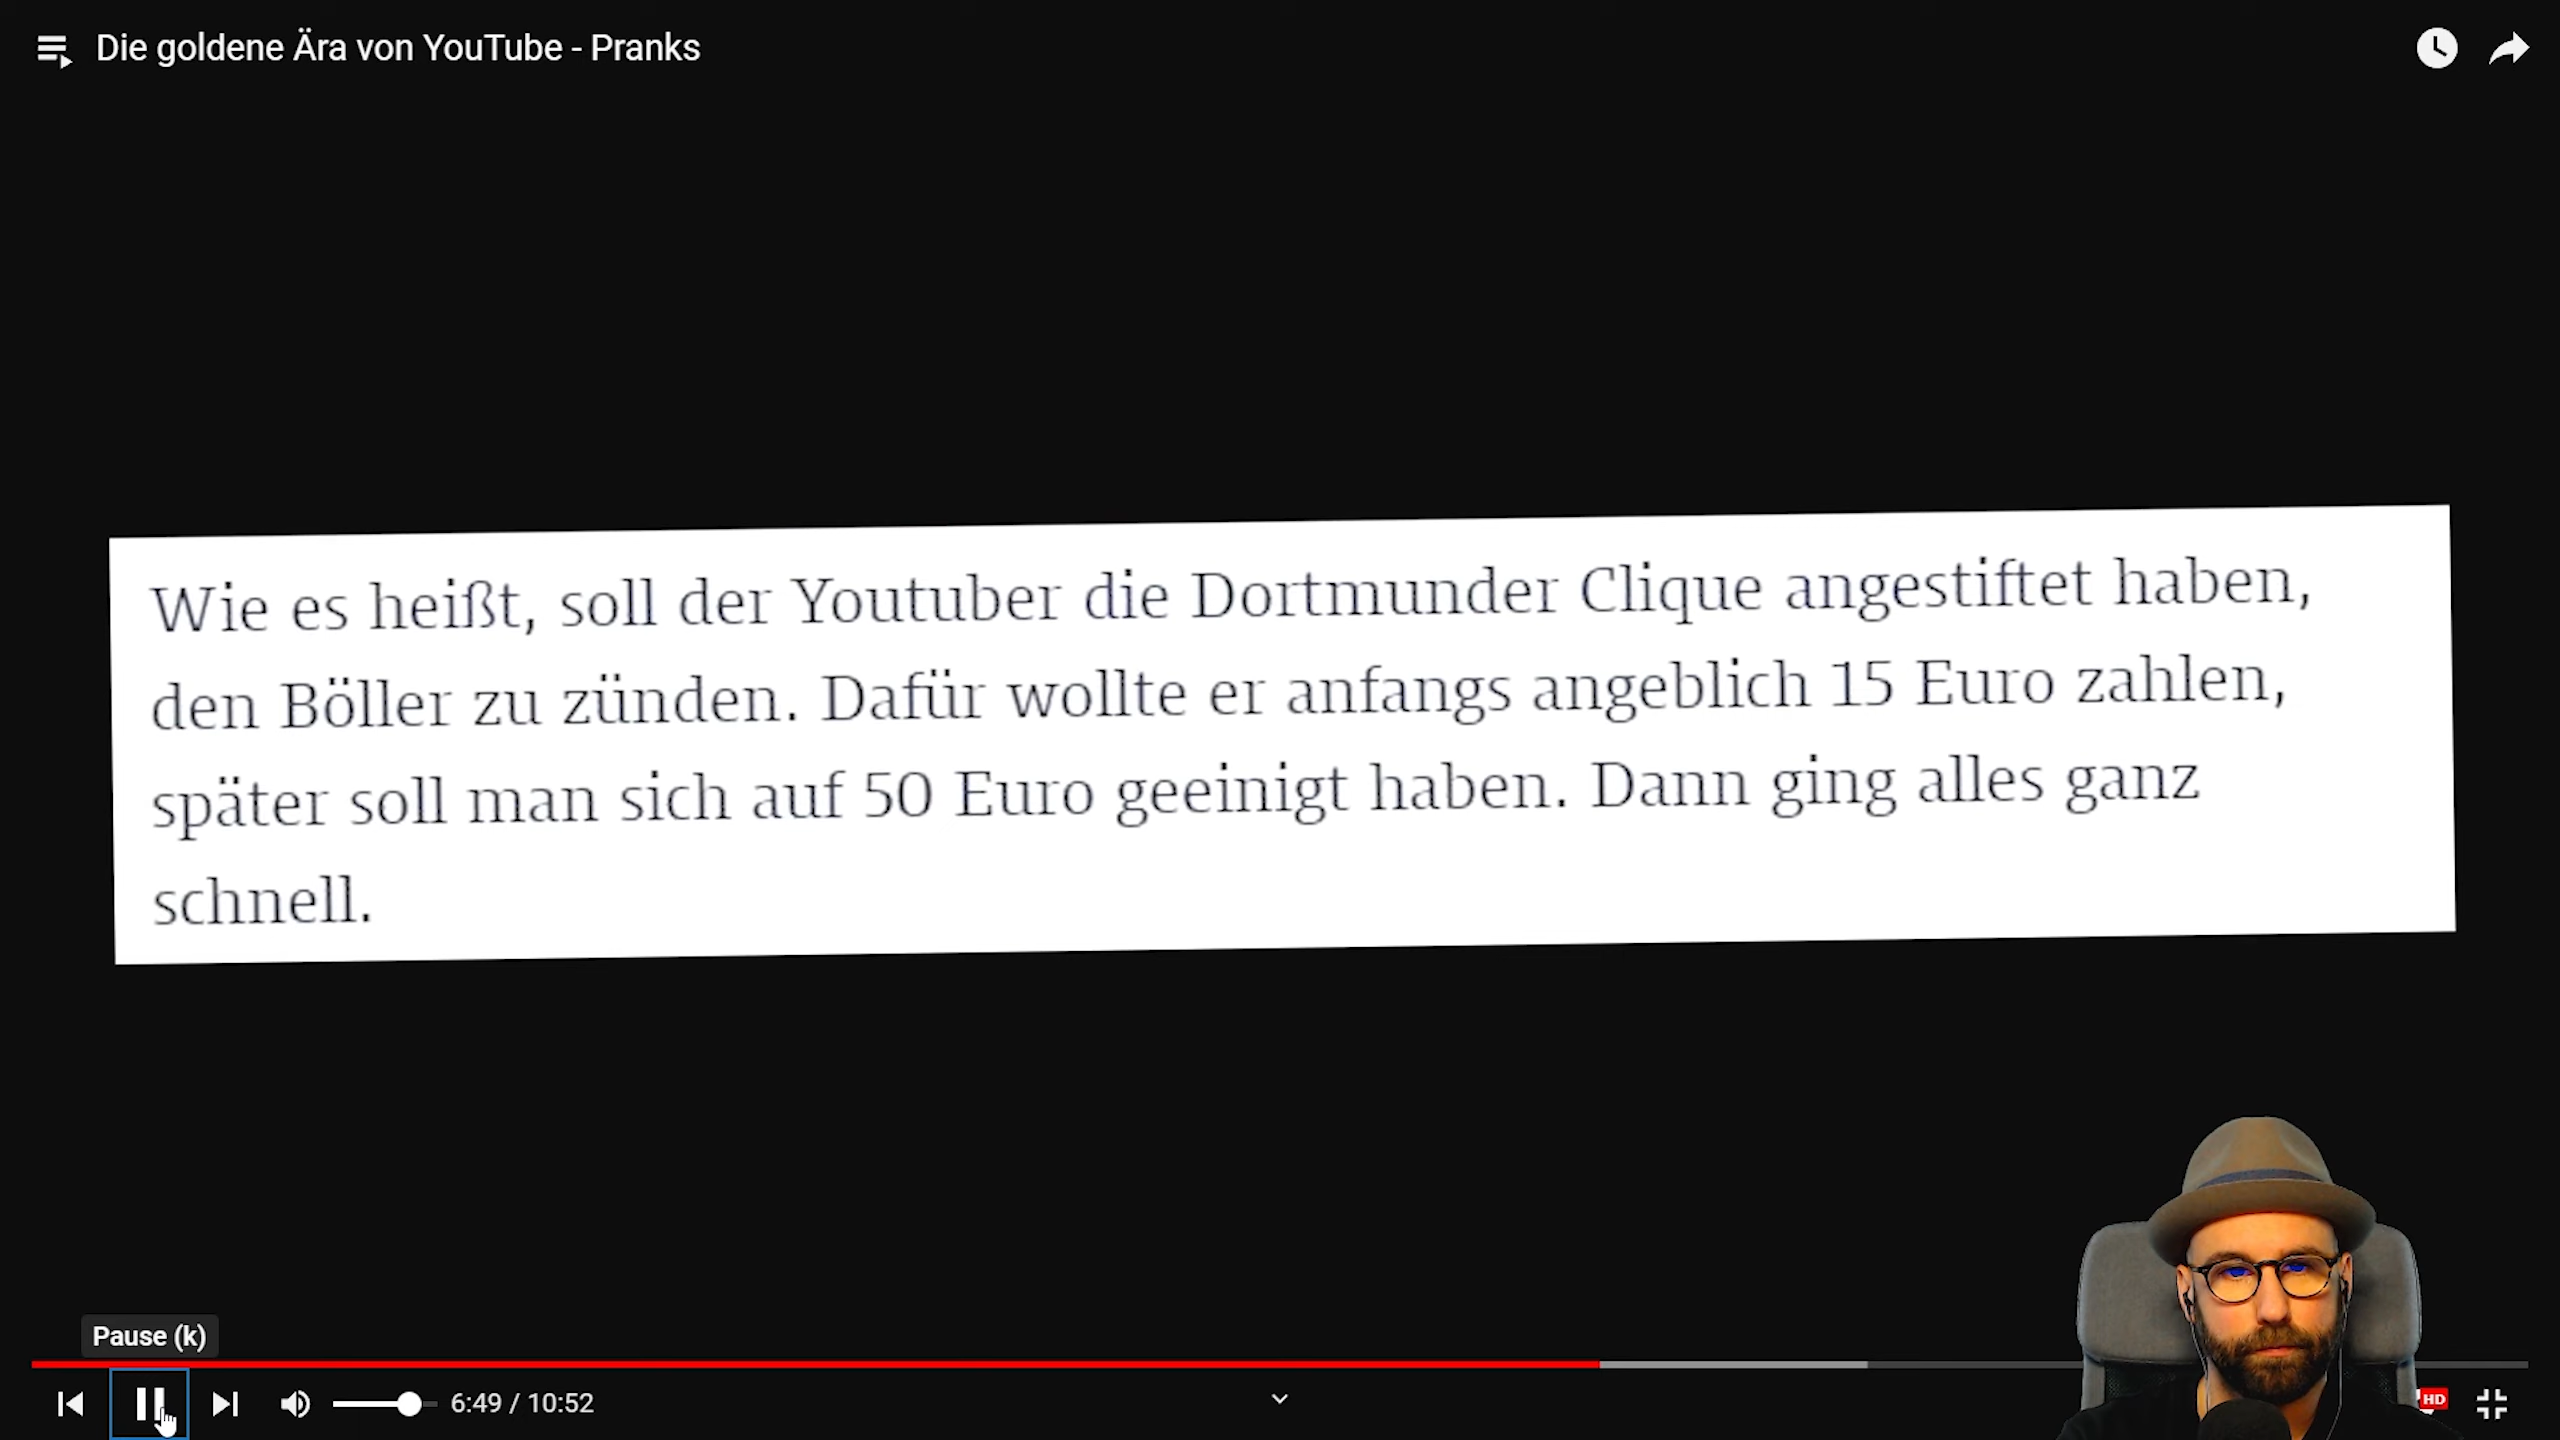 Die goldene Ära von YouTube - Pranks
Wie es heißt, soll der Youtuber die Dortmunder Clique angestiftet haben,
den Böller zu zünden. Dafür wollte er anfangs angeblich 15 Euro zahlen,
später soll man sich auf 50 Euro geeinigt haben. Dann ging alles ganz
schnell.
Pause (k)
6:49 / 10:52
HD